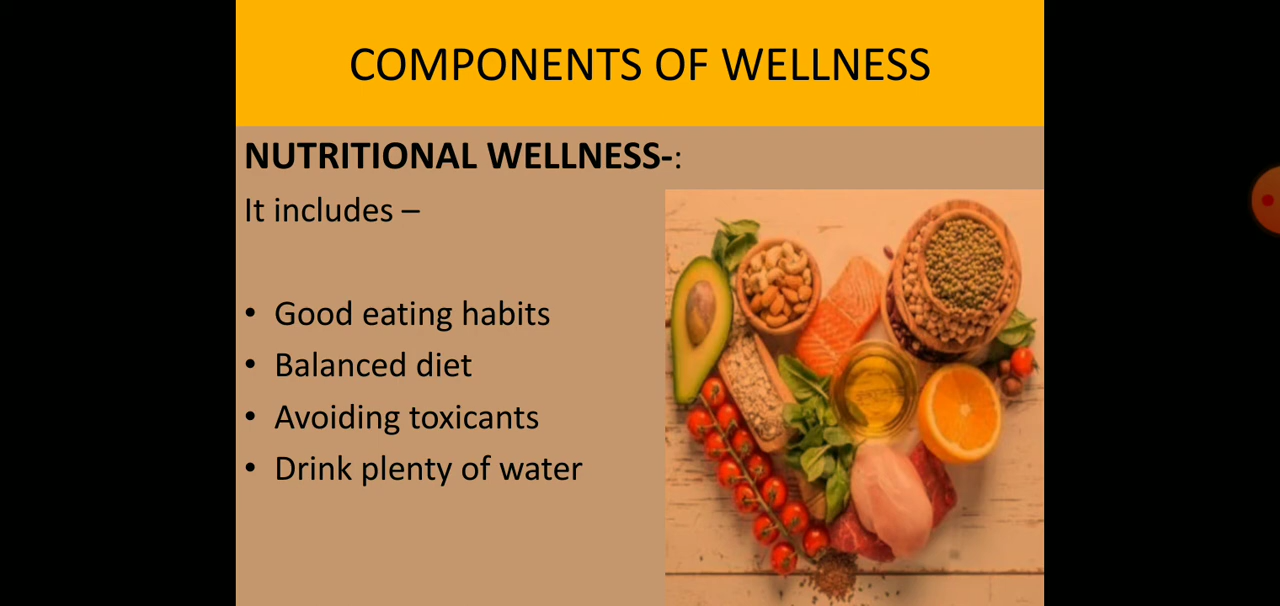 COMPONENTS OF WELLNESS
NUTRITIONAL WELLNESS-:
It includes –
• Good eating habits
• Balanced diet
• Avoiding toxicants
• Drink plenty of water